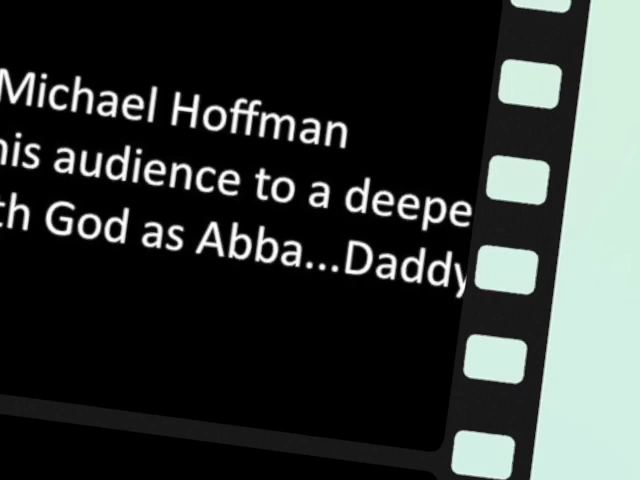 Michael Hoffman
his audience to a deepe
th God as Abba...Daddy